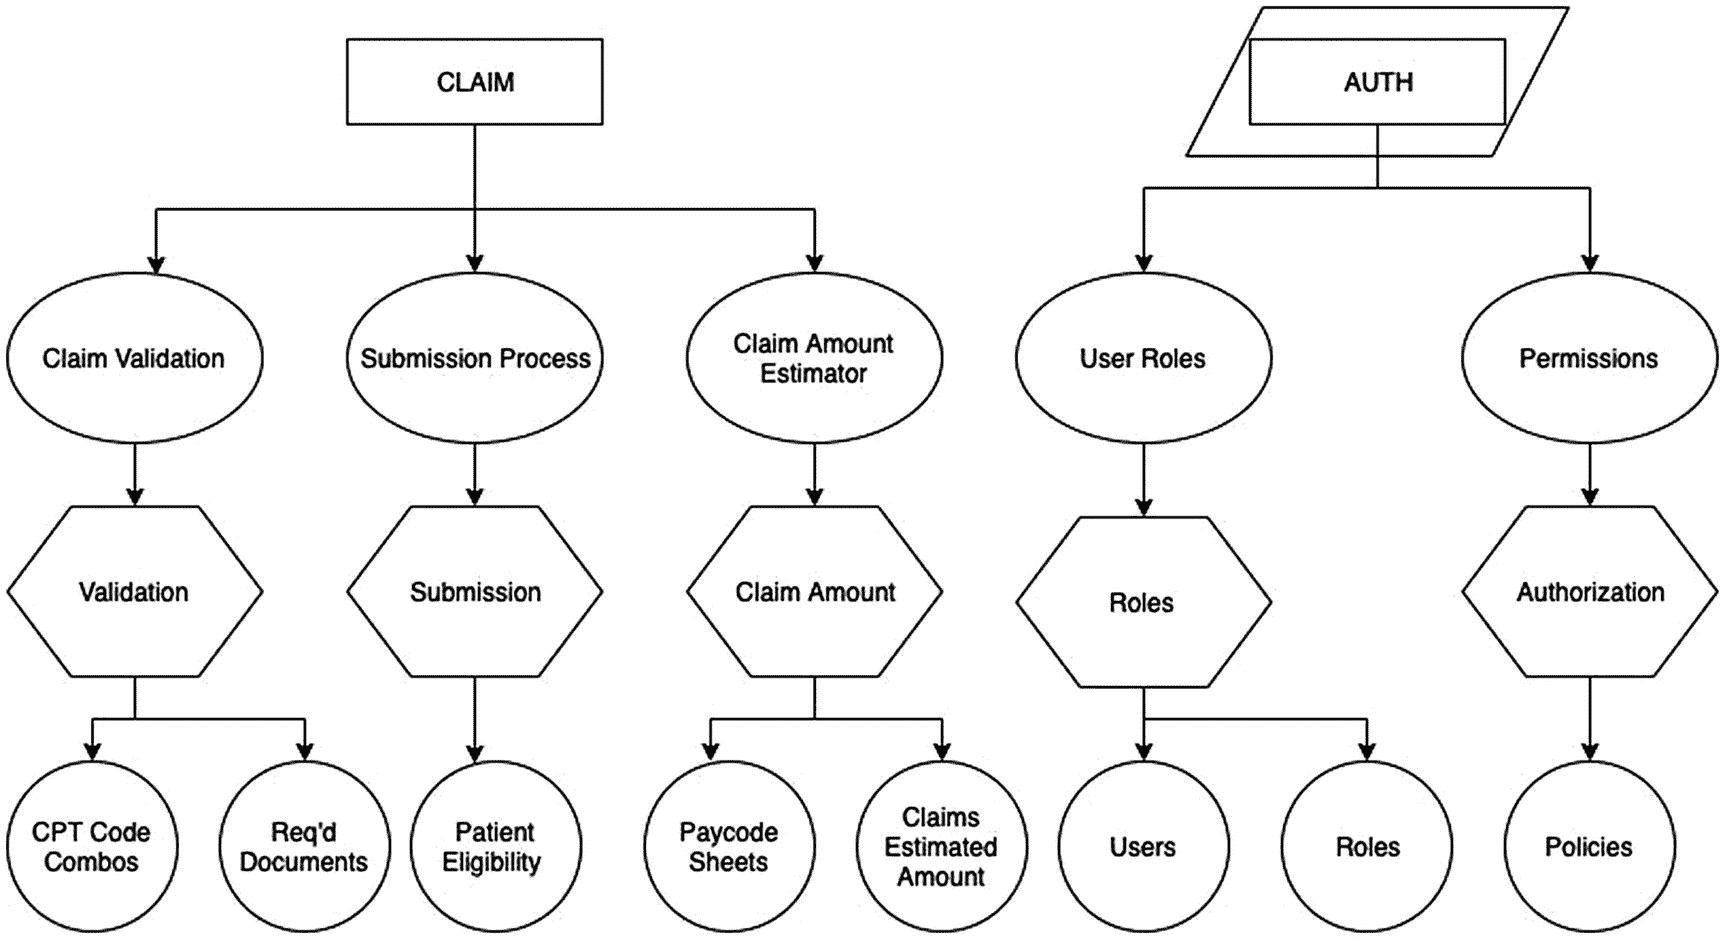 CLAIM
AUTH
Claim Validation
Submission Process
Claim Amount
Estimator
User Roles
Permissions
Validation
Submission
Claim Amount
Roles
Authorization
CPT Code
Combos
Req'd
Documents
Patient
Eligibility
Paycode
Sheets
Claims
Estimated
Amount
Users
Roles
Policies